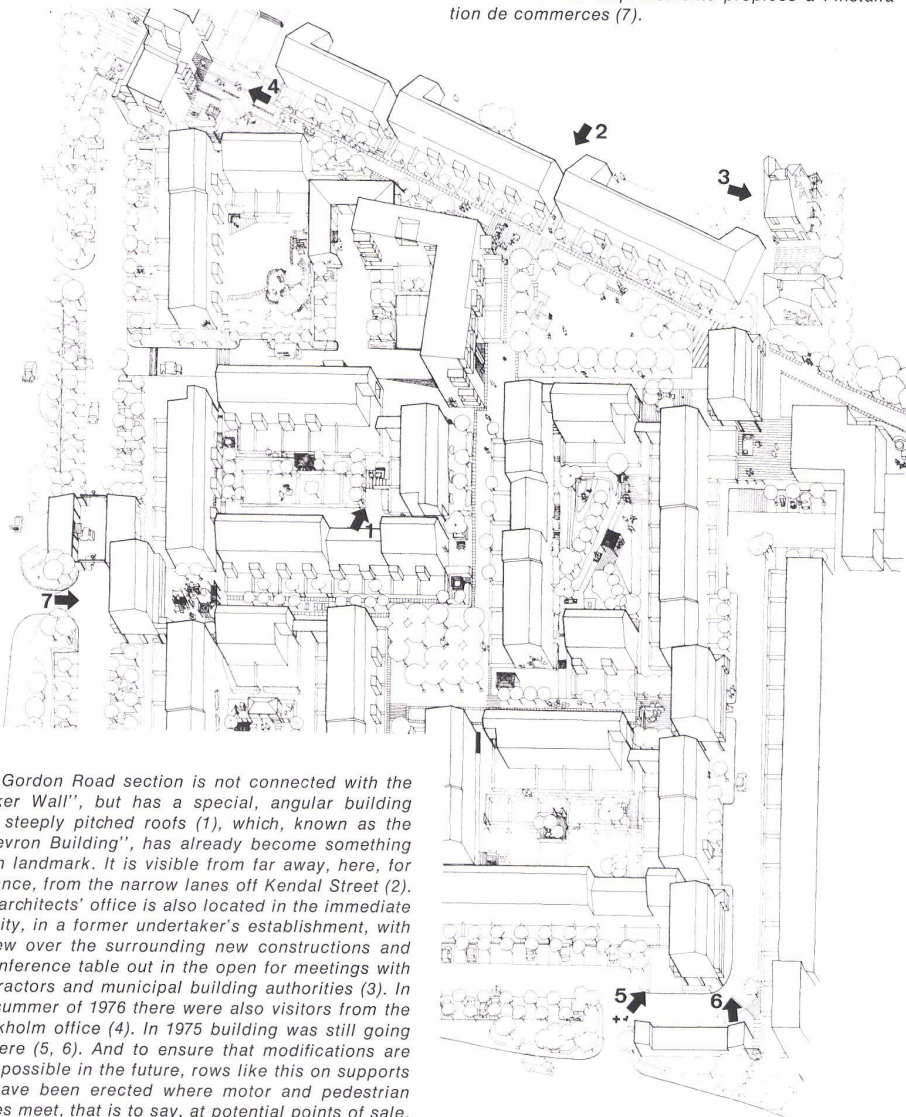 tion de commerces (7).
4
2
3
1
7
5
6
Gordon Road section is not connected with the
ker Wall", but has a special, angular building
steeply pitched roofs (1), which, known as the
evron Building", has already become something
n landmark. It is visible from far away, here, for
ance, from the narrow lanes off Kendal Street (2).
architects' office is also located in the immediate
ity, in a former undertaker's establishment, with
ew over the surrounding new constructions and
nference table out in the open for meetings with
ractors and municipal building authorities (3). In
summer of 1976 there were also visitors from the
kholm office (4). In 1975 building was still going
ere (5, 6). And to ensure that modifications are
possible in the future, rows like this on supports
ave been erected where motor and pedestrian
es meet, that is to say, at potential points of sale.